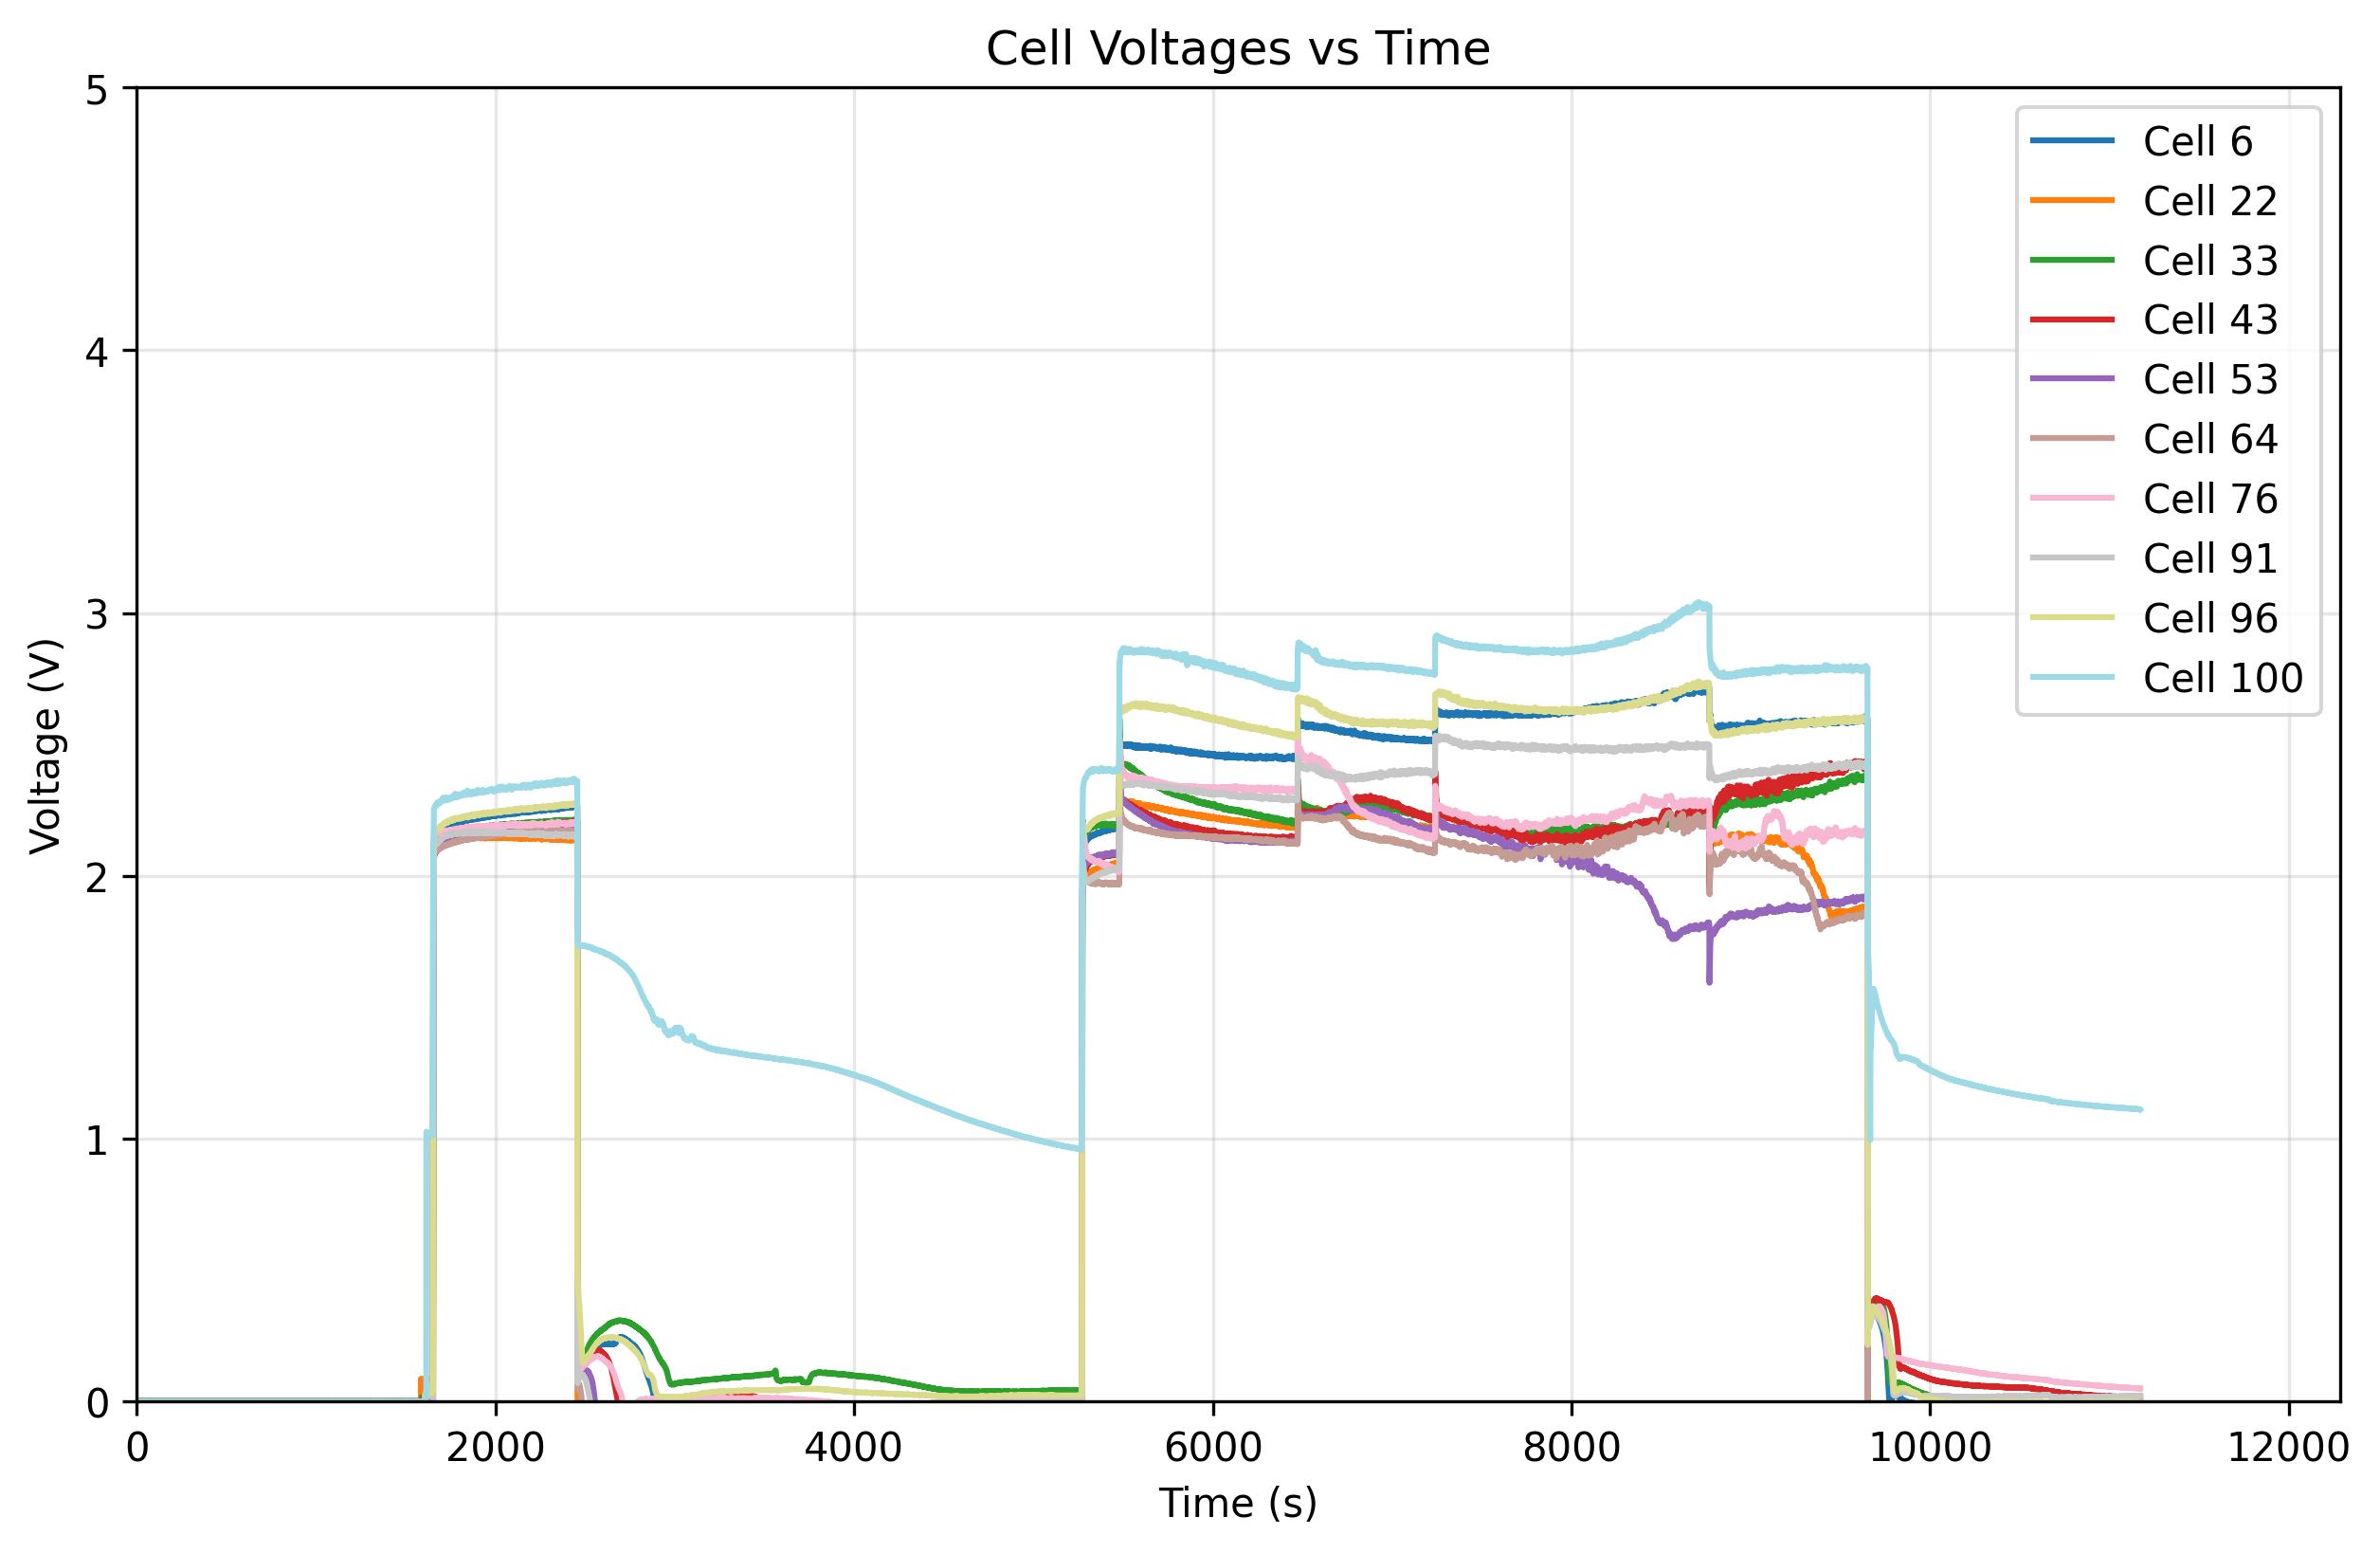 Cell Voltages vs Time
5
4
3
2
1
0
Voltage (V)
0 2000 4000 6000 8000 10000 12000
Time (s)
Cell 6
Cell 22
Cell 33
Cell 43
Cell 53
Cell 64
Cell 76
Cell 91
Cell 96
Cell 100